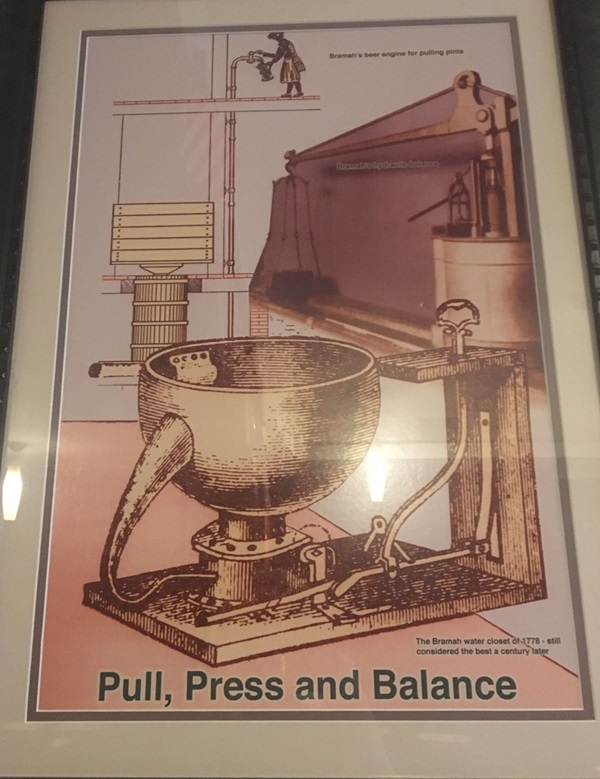 Bramah's beer engine for pulling pints
Bramah's hydraulic balance
The Bramah water closet of 1778 - still
considered the best a century later
Pull, Press and Balance